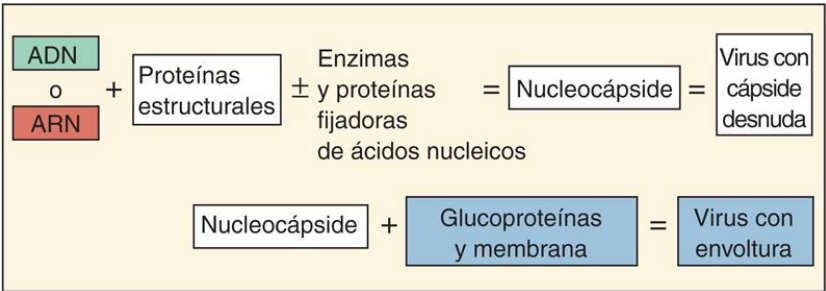 ADN
o
ARN
+
Proteínas
estructurales
±
Enzimas
y proteínas
fijadoras
de ácidos nucleicos
=
Nucleocápside
=
Virus con
cápside
desnuda
Nucleocápside
+
Glucoproteínas
y membrana
=
Virus con
envoltura